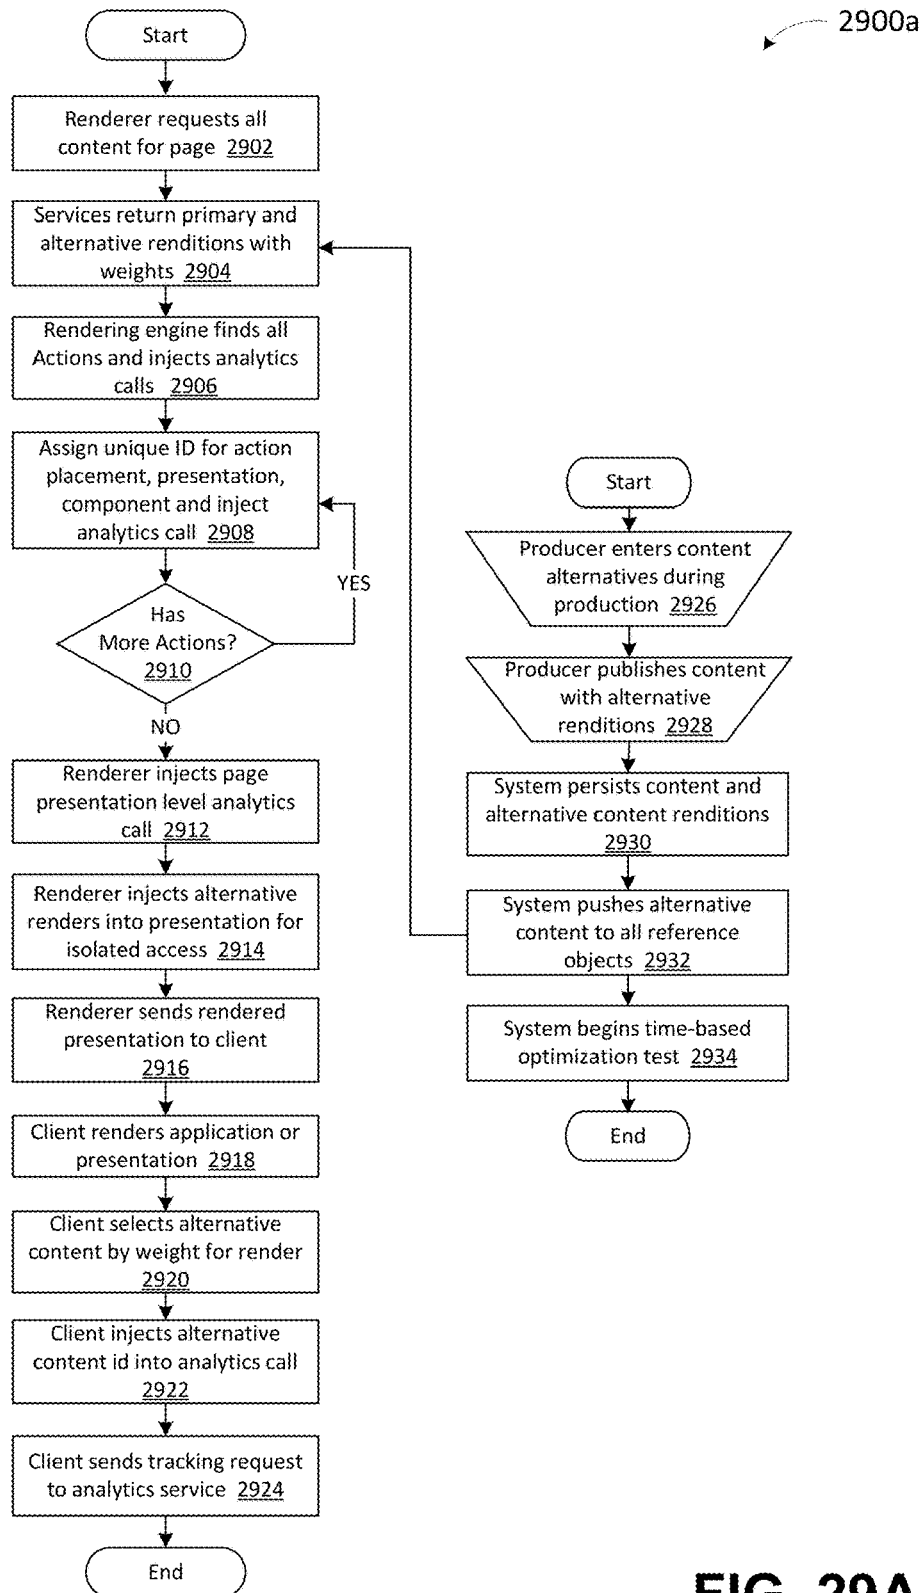 2900a
Start
Renderer requests all
content for page 2902
Services return primary and
alternative renditions with
weights 2904
Rendering engine finds all
Actions and injects analytics
calls 2906
Assign unique ID for action
placement, presentation,
component and inject
analytics call 2908
YES
Has
More Actions?
2910
NO
Renderer injects page
presentation level analytics
call 2912
Renderer injects alternative
renders into presentation for
isolated access 2914
Renderer sends rendered
presentation to client
2916
Client renders application or
presentation 2918
Client selects alternative
content by weight for render
2920
Client injects alternative
content id into analytics call
2922
Client sends tracking request
to analytics service 2924
End
Start
Producer enters content
alternatives during
production 2926
Producer publishes content
with alternative
renditions 2928
System persists content and
alternative content renditions
2930
System pushes alternative
content to all reference
objects 2932
System begins time-based
optimization test 2934
End
FIG. 29A